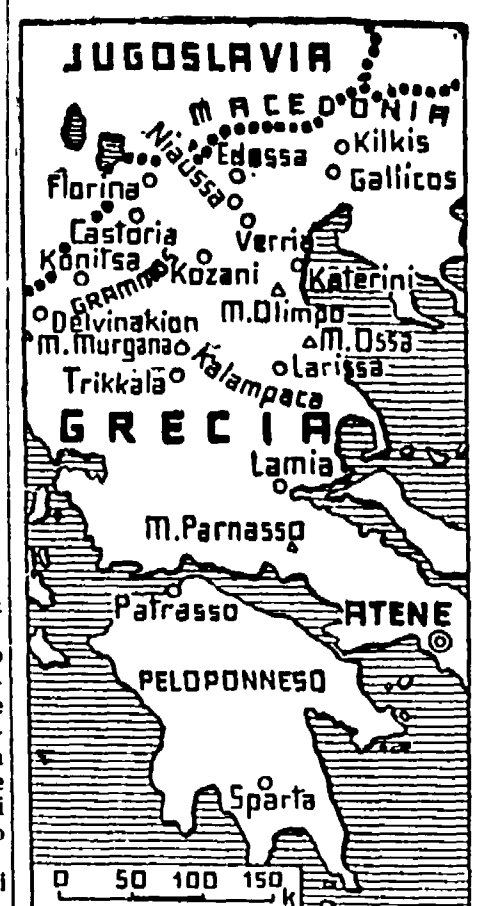 JUGOSLAVIA
MACEDONIA
Niaussa
Edessa
Kilkis
Florina
Gallicos
Castoria
Verria
Konitsa
Kozani
Katerini
GRAMMOS
M.Olimpo
Delvinakion
M.Murgana
M.Ossa
Kalampaca
Larissa
Trikkala
GRECIA
Lamia
M.Parnasso
Patrasso
ATENE
PELOPONNESO
Sparta
0 50 100 150
k